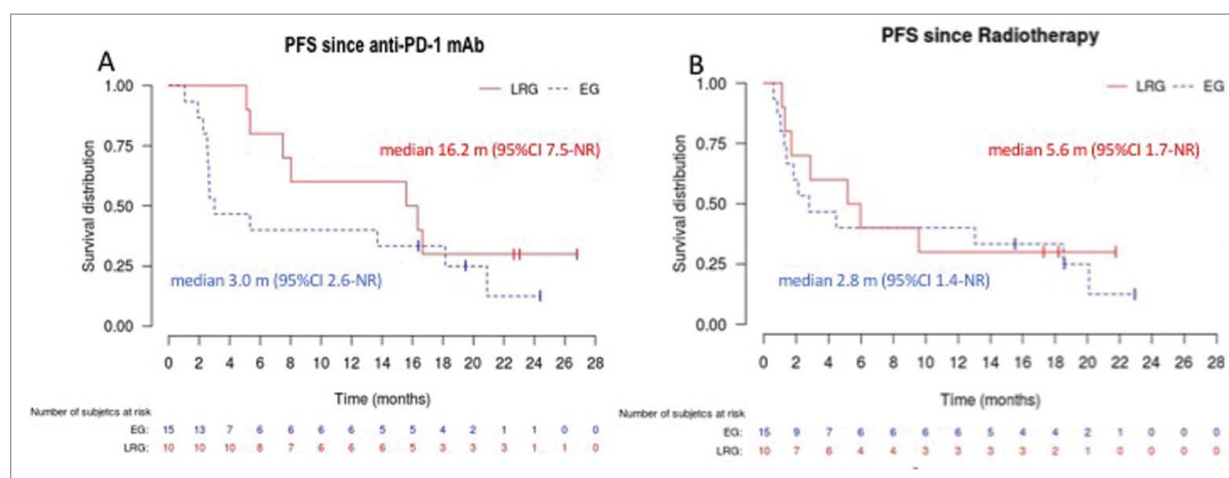 A
PFS since anti-PD-1 mAb
LRG
EG
1.00
0.75
0.50
0.25
0.00
Survival distribution
median 16.2 m (95%CI 7.5-NR)
median 3.0 m (95%CI 2.6-NR)
0 2 4 6 8 10 12 14 16 18 20 22 24 26 28
Time (months)
Number of subjetcs at risk
EG: 15 13 7 6 6 6 6 5 5 4 2 1 1 0 0
LRG: 10 10 10 8 7 6 6 6 5 3 3 3 1 1 0
B
PFS since Radiotherapy
LRG
EG
1.00
0.75
0.50
0.25
0.00
Survival distribution
median 5.6 m (95%CI 1.7-NR)
median 2.8 m (95%CI 1.4-NR)
0 2 4 6 8 10 12 14 16 18 20 22 24 26 28
Time (months)
Number of subjetcs at risk
EG: 15 9 7 6 6 6 6 5 4 4 2 1 0 0 0
LRG: 10 7 6 4 4 3 3 3 3 2 1 0 0 0 0